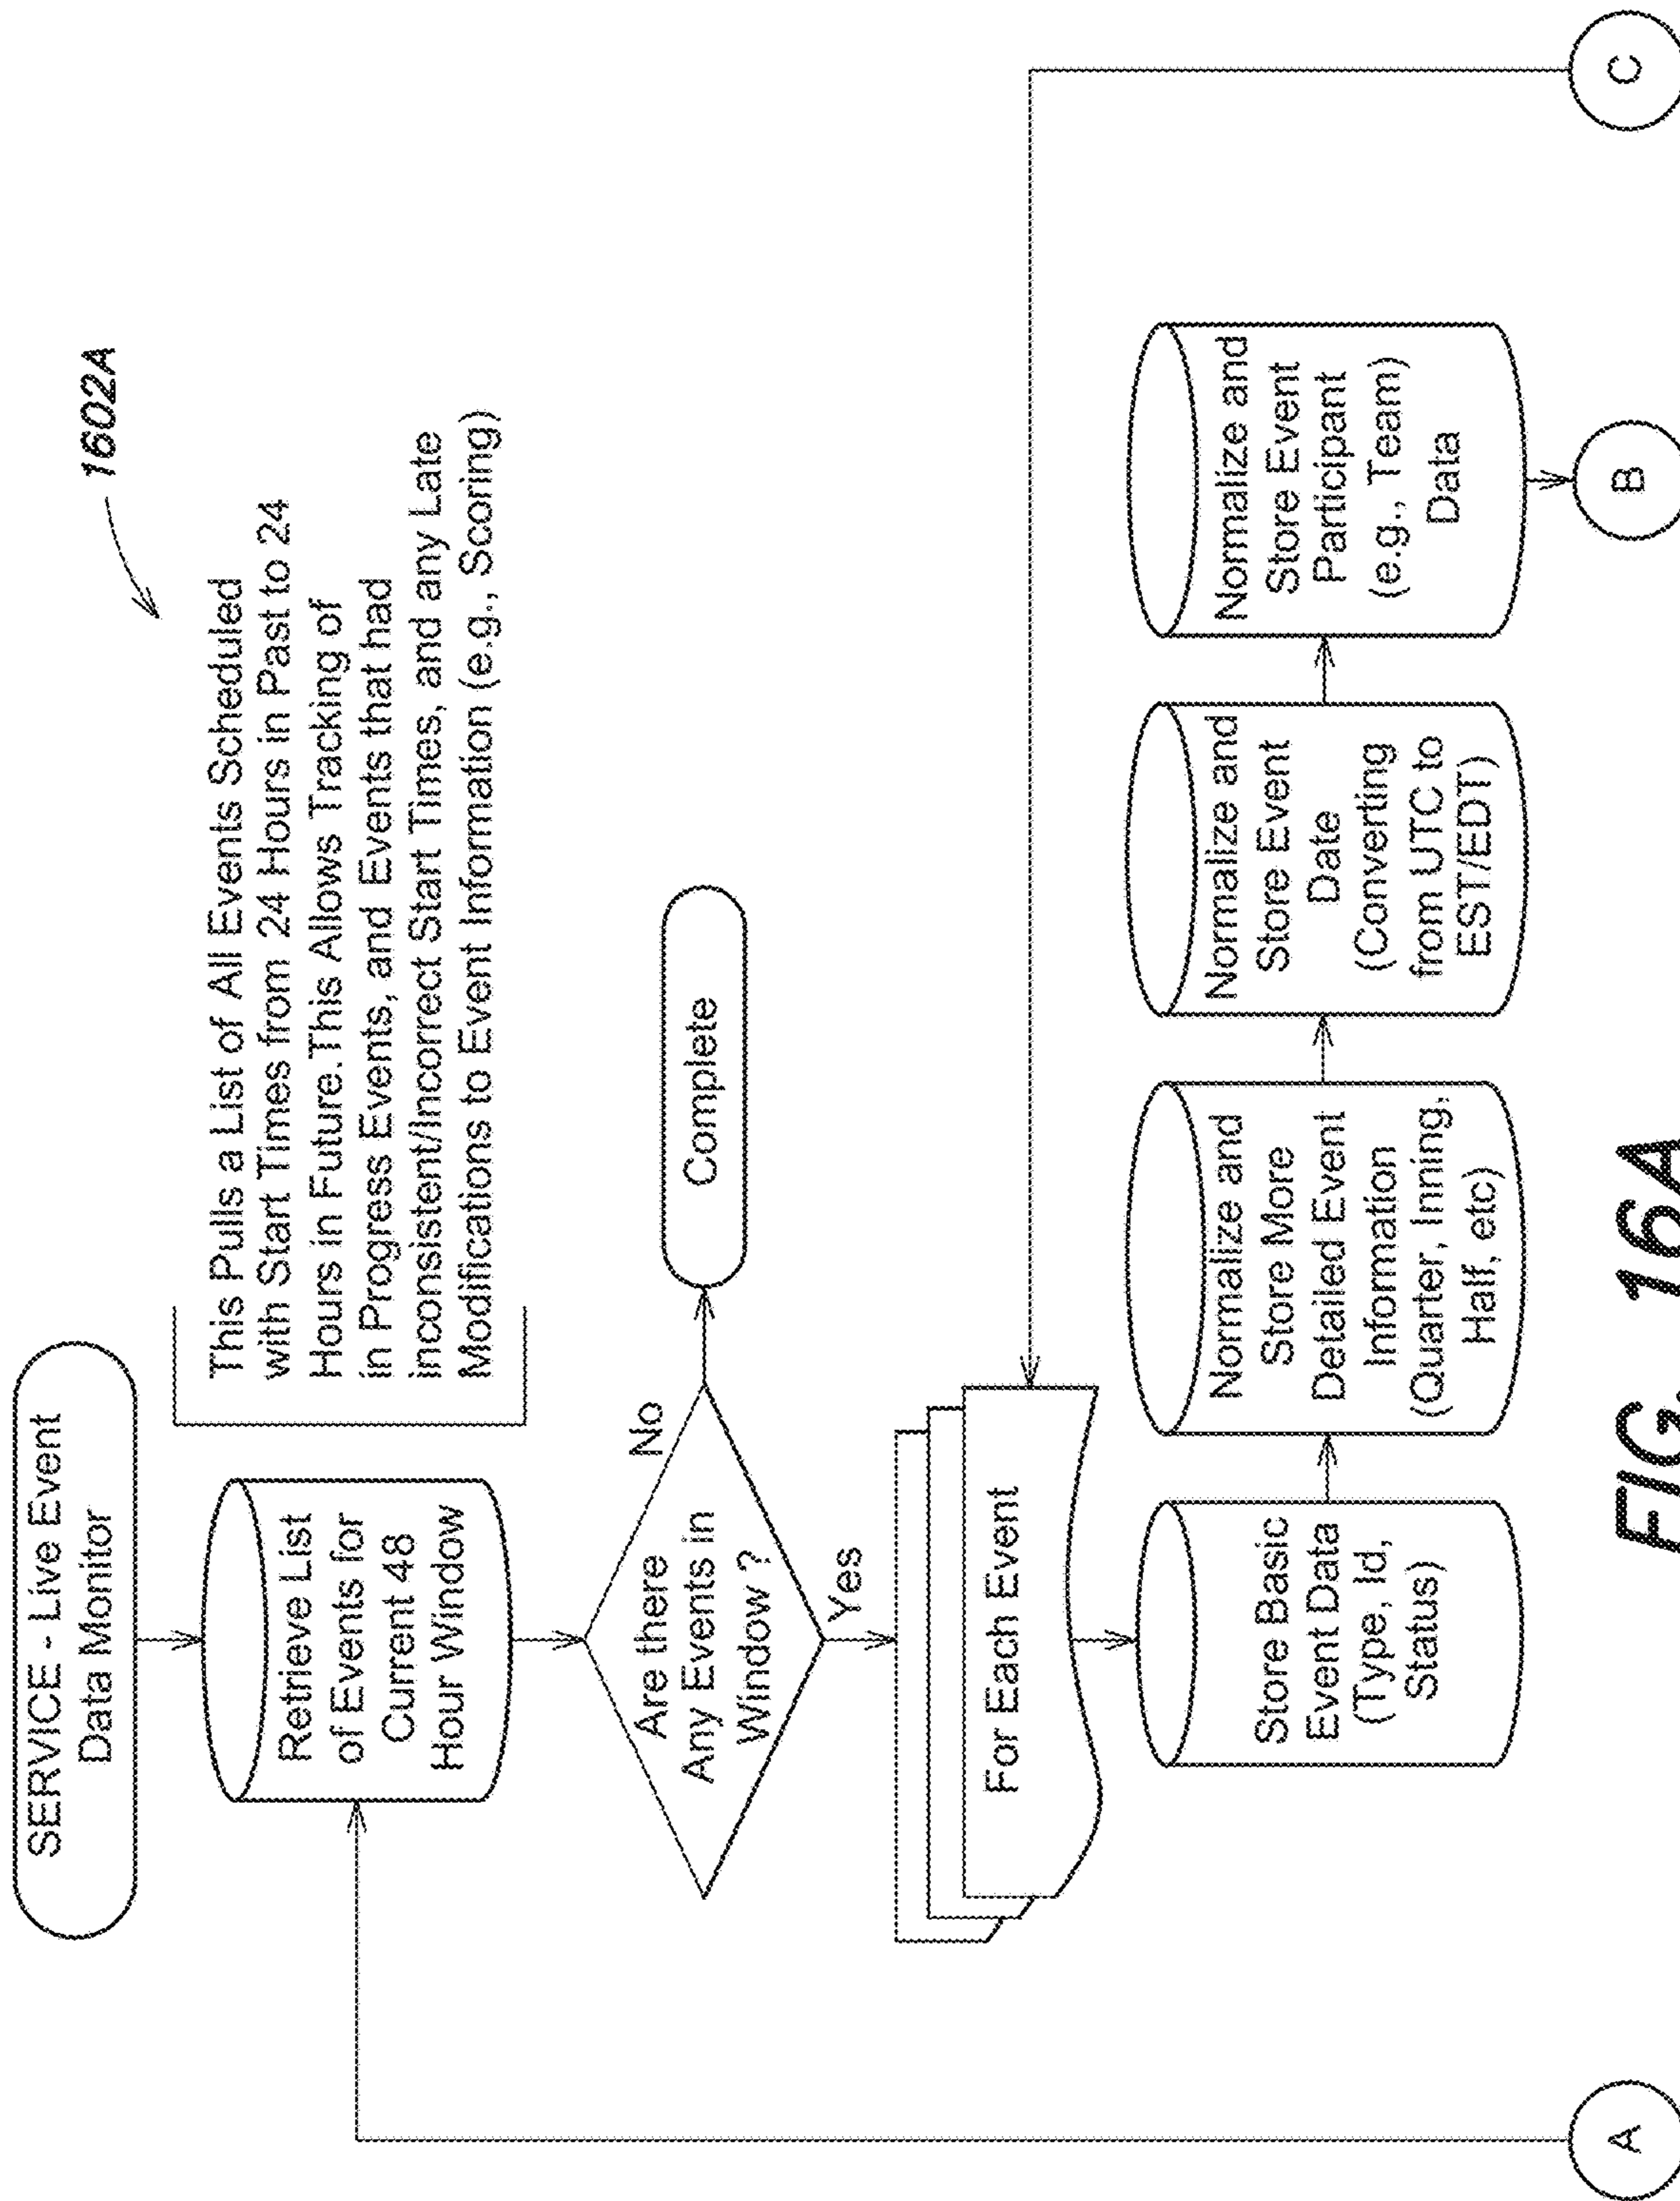 1602A
SERVICE - Live Event
Data Monitor
Retrieve List
of Events for
Current 48
Hour Window
This Pulls a List of All Events Scheduled
with Start Times from 24 Hours in Past to 24
Hours in Future.This Allows Tracking of
in Progress Events, and Events that had
inconsistent/Incorrect Start Times, and any Late
Modifications to Event Information (e.g., Scoring)
Are there
Any Events in
Window ?
No
Complete
Yes
For Each Event
Store Basic
Event Data
(Type, Id,
Status)
Normalize and
Store More
Detailed Event
Information
(Quarter, Inning,
Half, etc)
Normalize and
Store Event
Date
(Converting
from UTC to
EST/EDT)
Normalize and
Store Event
Participant
(e.g., Team)
Data
A
B
C
FIG. 16A